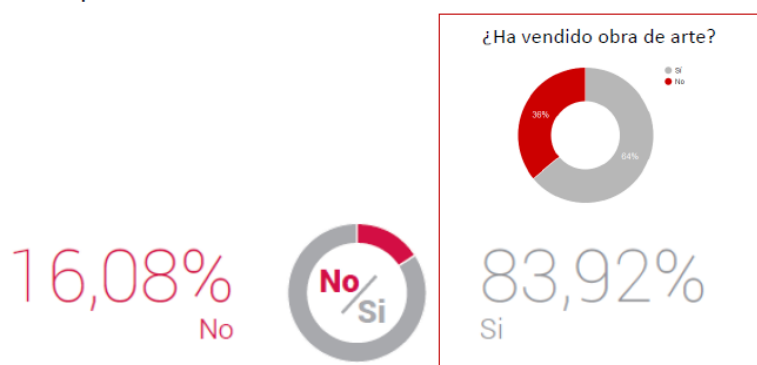 ¿Ha vendido obra de arte?
Sí
No
36%
64%
16,08%
No
No/Si
83,92%
Si